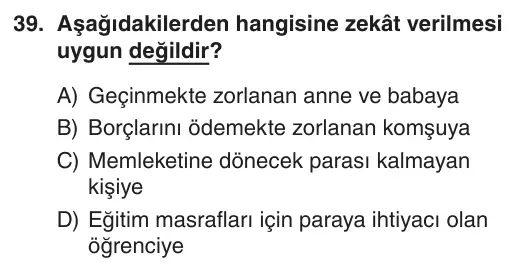 39. Aşağıdakilerden hangisine zekât verilmesi
uygun değildir?
A) Geçinmekte zorlanan anne ve babaya
B) Borçlarını ödemekte zorlanan komşuya
C) Memleketine dönecek parası kalmayan
kişiye
D) Eğitim masrafları için paraya ihtiyacı olan
öğrenciye